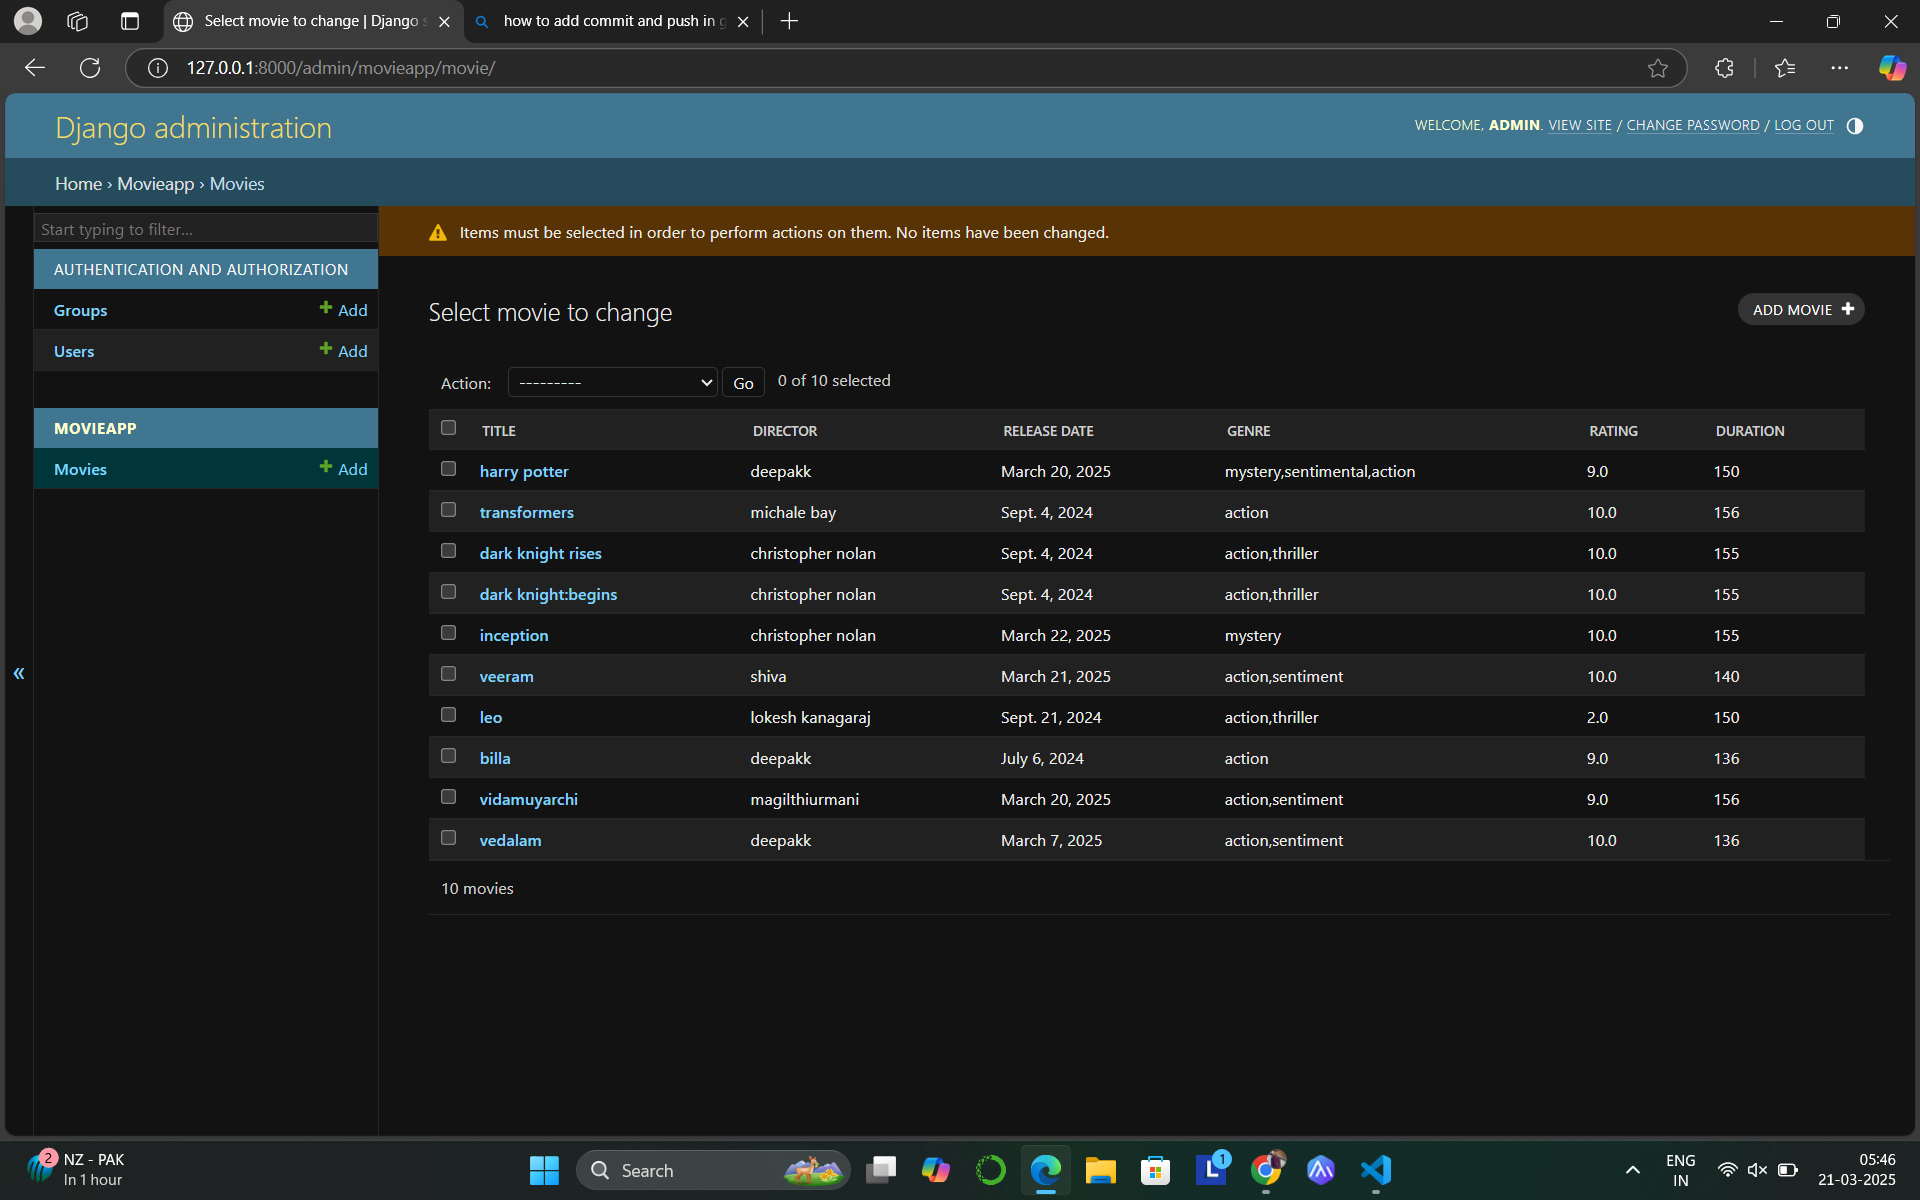 Select movie to change | Django s
how to add commit and push in g
127.0.0.1:8000/admin/movieapp/movie/
Django administration
WELCOME, ADMIN. VIEW SITE / CHANGE PASSWORD / LOG OUT
Home › Movieapp › Movies
Start typing to filter...
AUTHENTICATION AND AUTHORIZATION
Groups + Add
Users + Add
MOVIEAPP
Movies + Add
«
Items must be selected in order to perform actions on them. No items have been changed.
Select movie to change
ADD MOVIE +
Action: --------- Go 0 of 10 selected
TITLE DIRECTOR RELEASE DATE GENRE RATING DURATION
harry potter deepakk March 20, 2025 mystery,sentimental,action 9.0 150
transformers michale bay Sept. 4, 2024 action 10.0 156
dark knight rises christopher nolan Sept. 4, 2024 action,thriller 10.0 155
dark knight:begins christopher nolan Sept. 4, 2024 action,thriller 10.0 155
inception christopher nolan March 22, 2025 mystery 10.0 155
veeram shiva March 21, 2025 action,sentiment 10.0 140
leo lokesh kanagaraj Sept. 21, 2024 action,thriller 2.0 150
billa deepakk July 6, 2024 action 9.0 136
vidamuyarchi magilthiurmani March 20, 2025 action,sentiment 9.0 156
vedalam deepakk March 7, 2025 action,sentiment 10.0 136
10 movies
2
NZ - PAK
In 1 hour
Search
L
1
ENG
IN
05:46
21-03-2025